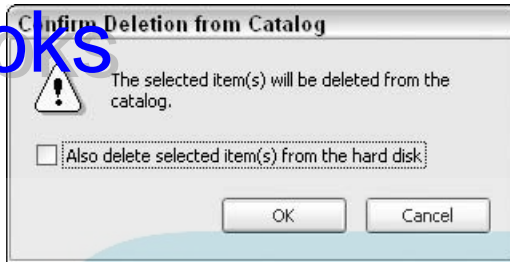 Confirm Deletion from Catalog
oks
The selected item(s) will be deleted from the
catalog.
Also delete selected item(s) from the hard disk
OK Cancel